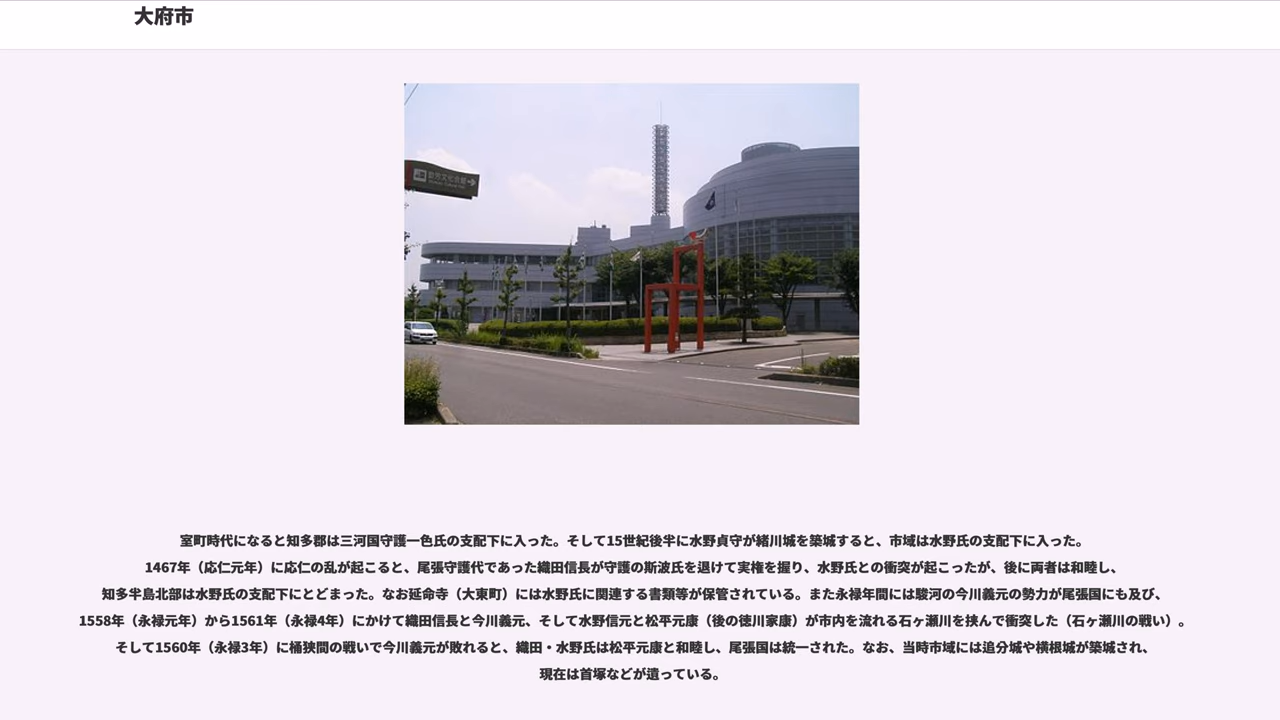 大府市
室町時代になると知多郡は三河国守護一色氏の支配下に入った。そして15世紀後半に水野貞守が緒川城を築城すると、市域は水野氏の支配下に入った。
1467年（応仁元年）に応仁の乱が起こると、尾張守護代であった織田信長が守護の斯波氏を退けて実権を握り、水野氏との衝突が起こったが、後に両者は和睦し、
知多半島北部は水野氏の支配下にとどまった。なお延命寺（大東町）には水野氏に関連する書類等が保管されている。また永禄年間には駿河の今川義元の勢力が尾張国にも及び、
1558年（永禄元年）から1561年（永禄4年）にかけて織田信長と今川義元、そして水野信元と松平元康（後の徳川家康）が市内を流れる石ヶ瀬川を挟んで衝突した（石ヶ瀬川の戦い）。
そして1560年（永禄3年）に桶狭間の戦いで今川義元が敗れると、織田・水野氏は松平元康と和睦し、尾張国は統一された。なお、当時市域には追分城や横根城が築城され、
現在は首塚などが遺っている。